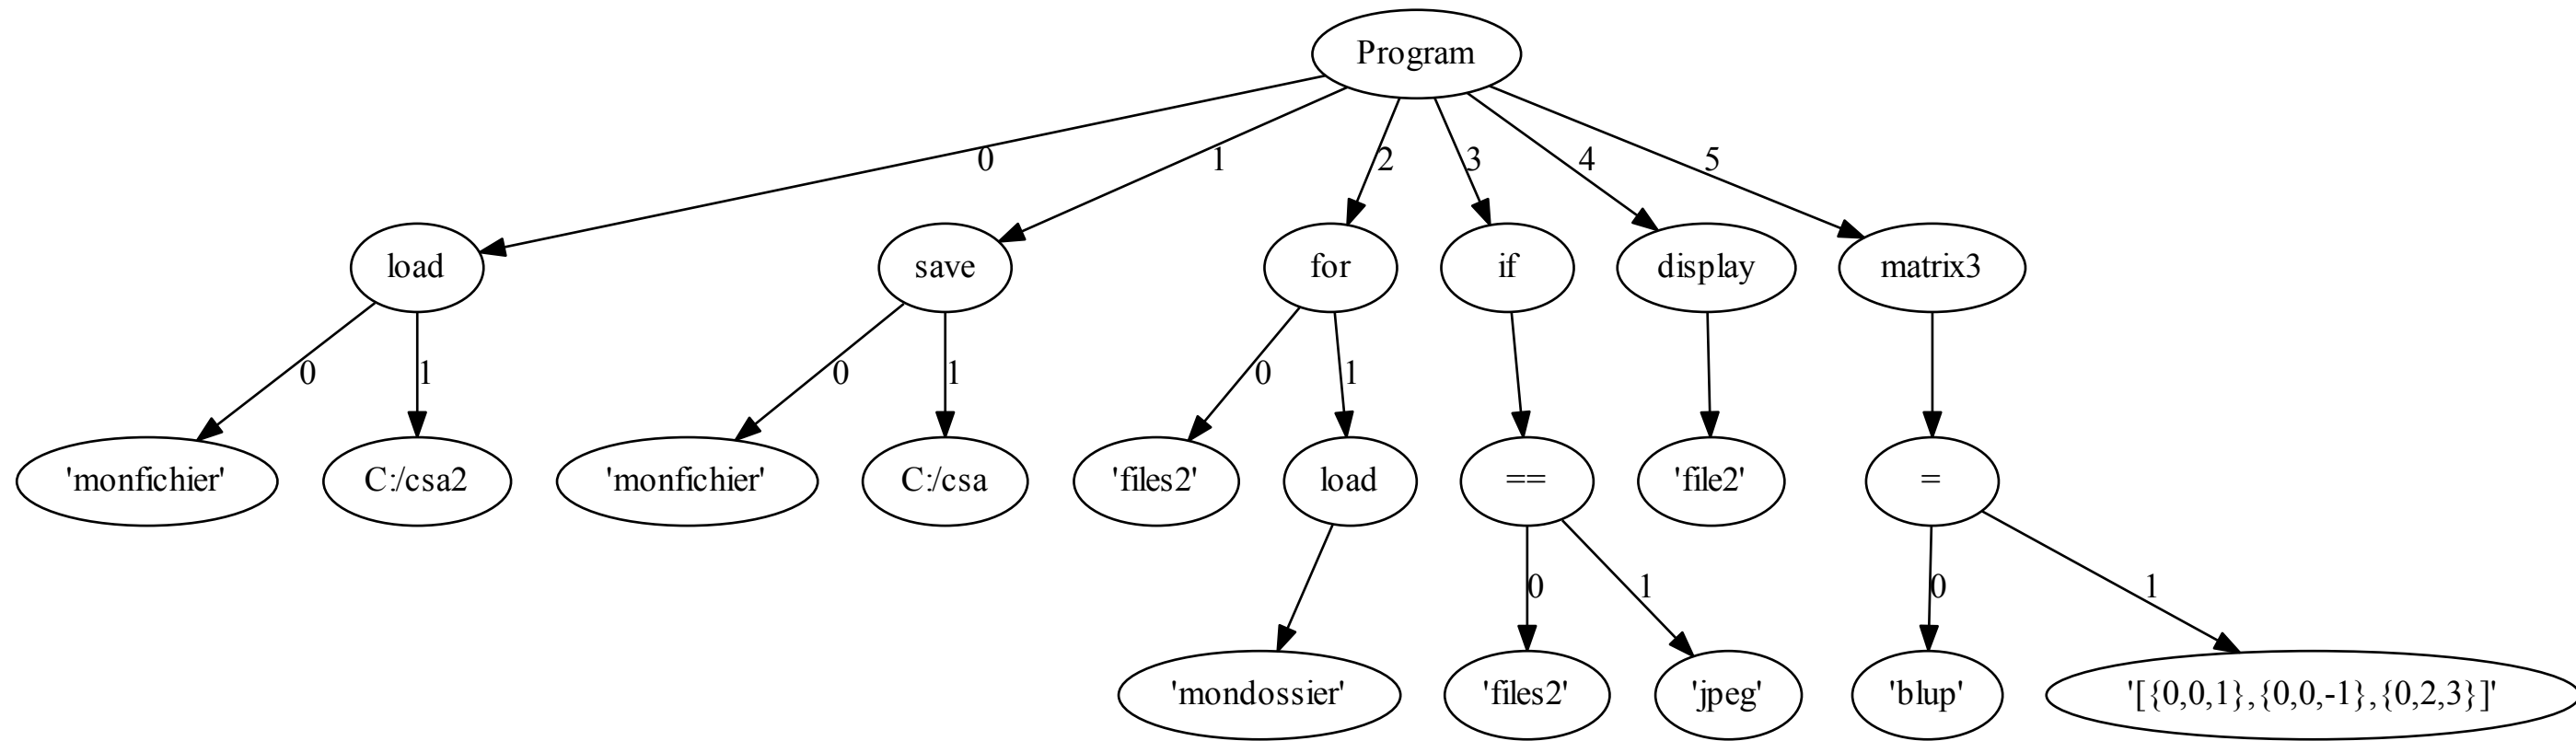 Program
0
1
2
3
4
5
load
save
for
if
display
matrix3
0
1
0
1
0
1
'monfichier'
C:/csa2
'monfichier'
C:/csa
'files2'
load
==
'file2'
=
0
1
0
1
'mondossier'
'files2'
'jpeg'
'blup'
'[{0,0,1},{0,0,-1},{0,2,3}]'